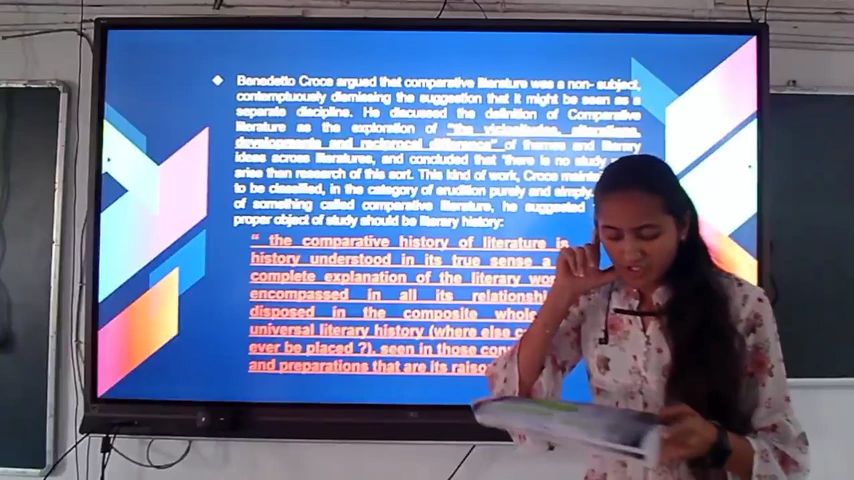 Benedetto Croce argued that comparative literature was a non- subject,
contemptuously dismissing the suggestion that it might be seen as a
separate discipline. He discussed the definition of Comparative
literature as the exploration of "the vicissitudes, alterations,
developments and reciprocal difference" of themes and literary
ideas across literatures, and concluded that 'there is no study
arise than research of this sort. This kind of work, Croce
to be classified, in the category of erudition purely and simply.
of something called comparative literature, he suggested
proper object of study should be literary history:
" the comparative history of literature is
history understood in its true sense a
complete explanation of the literary
encompassed in all its
disposed in the composite
universal literary history (where else
ever be placed ?), seen in those
and preparations that are its